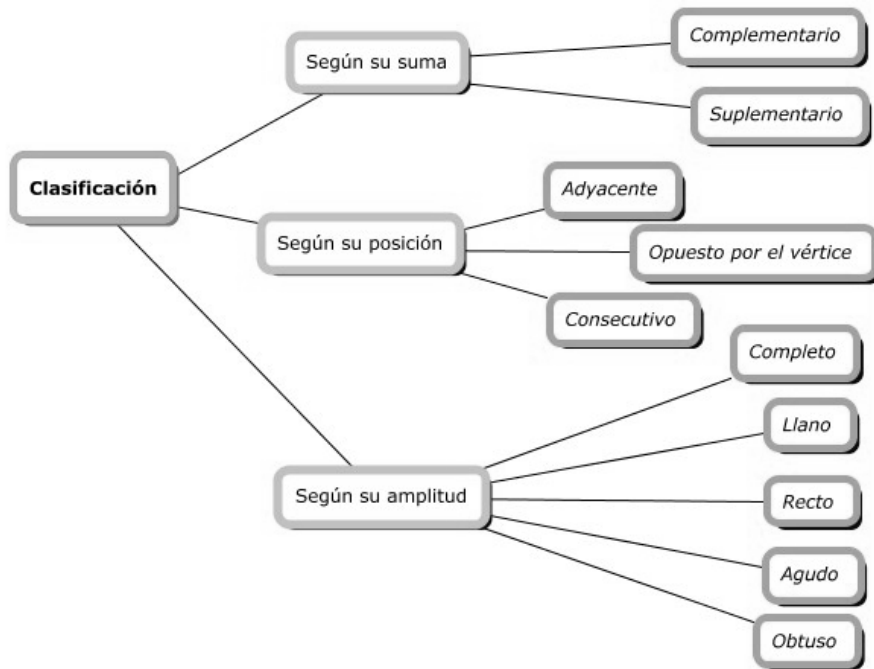 Clasificación
Según su suma
Complementario
Suplementario
Según su posición
Adyacente
Opuesto por el vértice
Consecutivo
Según su amplitud
Completo
Llano
Recto
Agudo
Obtuso